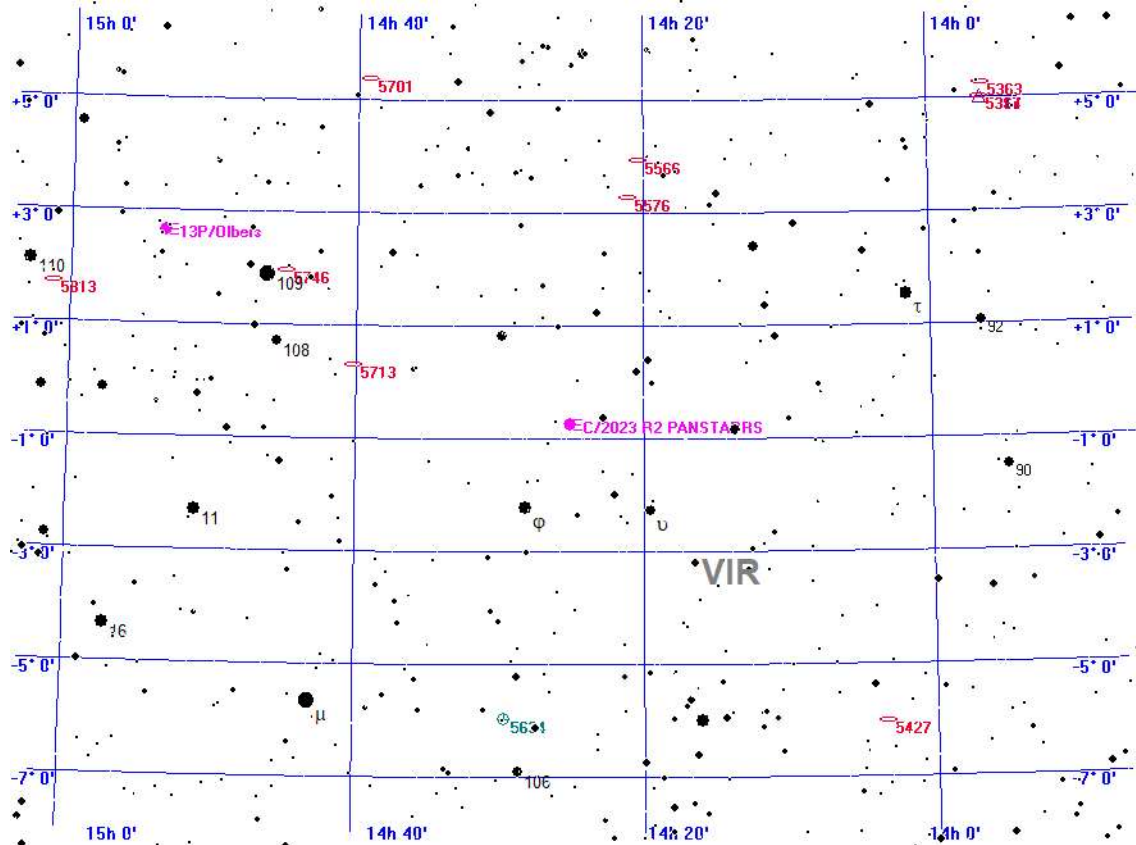 15h 0' 14h 40' 14h 20' 14h 0'
5701
5363
+5° 0' +5° 0'
5566
5576
+3° 0' +3° 0'
13P/Olbers
110
5746
109
5813
τ
+1° 0' +1° 0'
92
108
5713
C/2023 R2 PANSTARRS
-1° 0' -1° 0'
90
11
φ
υ
-3° 0' -3° 0'
VIR
16
-5° 0' -5° 0'
μ
5634
5427
-7° 0' -7° 0'
106
15h 0' 14h 40' 14h 20' 14h 0'